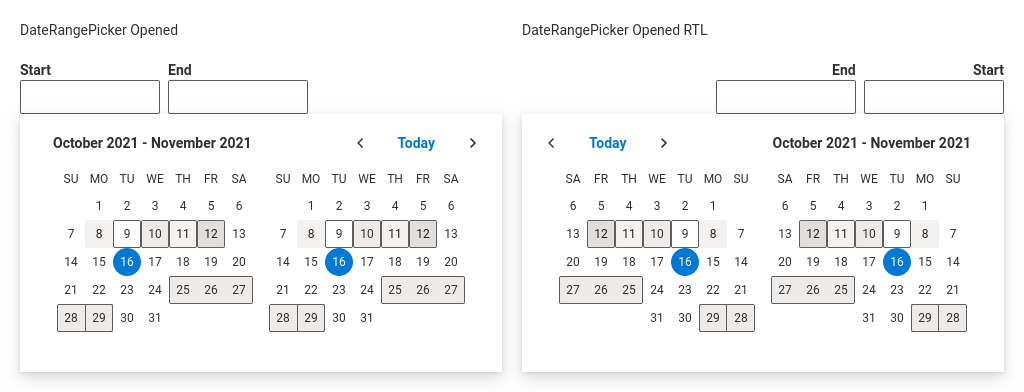 DateRangePicker Opened
Start End
October 2021 - November 2021 Today
SU MO TU WE TH FR SA SU MO TU WE TH FR SA
1 2 3 4 5 6 1 2 3 4 5 6
7 8 9 10 11 12 13 7 8 9 10 11 12 13
14 15 16 17 18 19 20 14 15 16 17 18 19 20
21 22 23 24 25 26 27 21 22 23 24 25 26 27
28 29 30 31 28 29 30 31
DateRangePicker Opened RTL
End Start
Today October 2021 - November 2021
SA FR TH WE TU MO SU SA FR TH WE TU MO SU
6 5 4 3 2 1 6 5 4 3 2 1
13 12 11 10 9 8 7 13 12 11 10 9 8 7
20 19 18 17 16 15 14 20 19 18 17 16 15 14
27 26 25 24 23 22 21 27 26 25 24 23 22 21
31 30 29 28 31 30 29 28